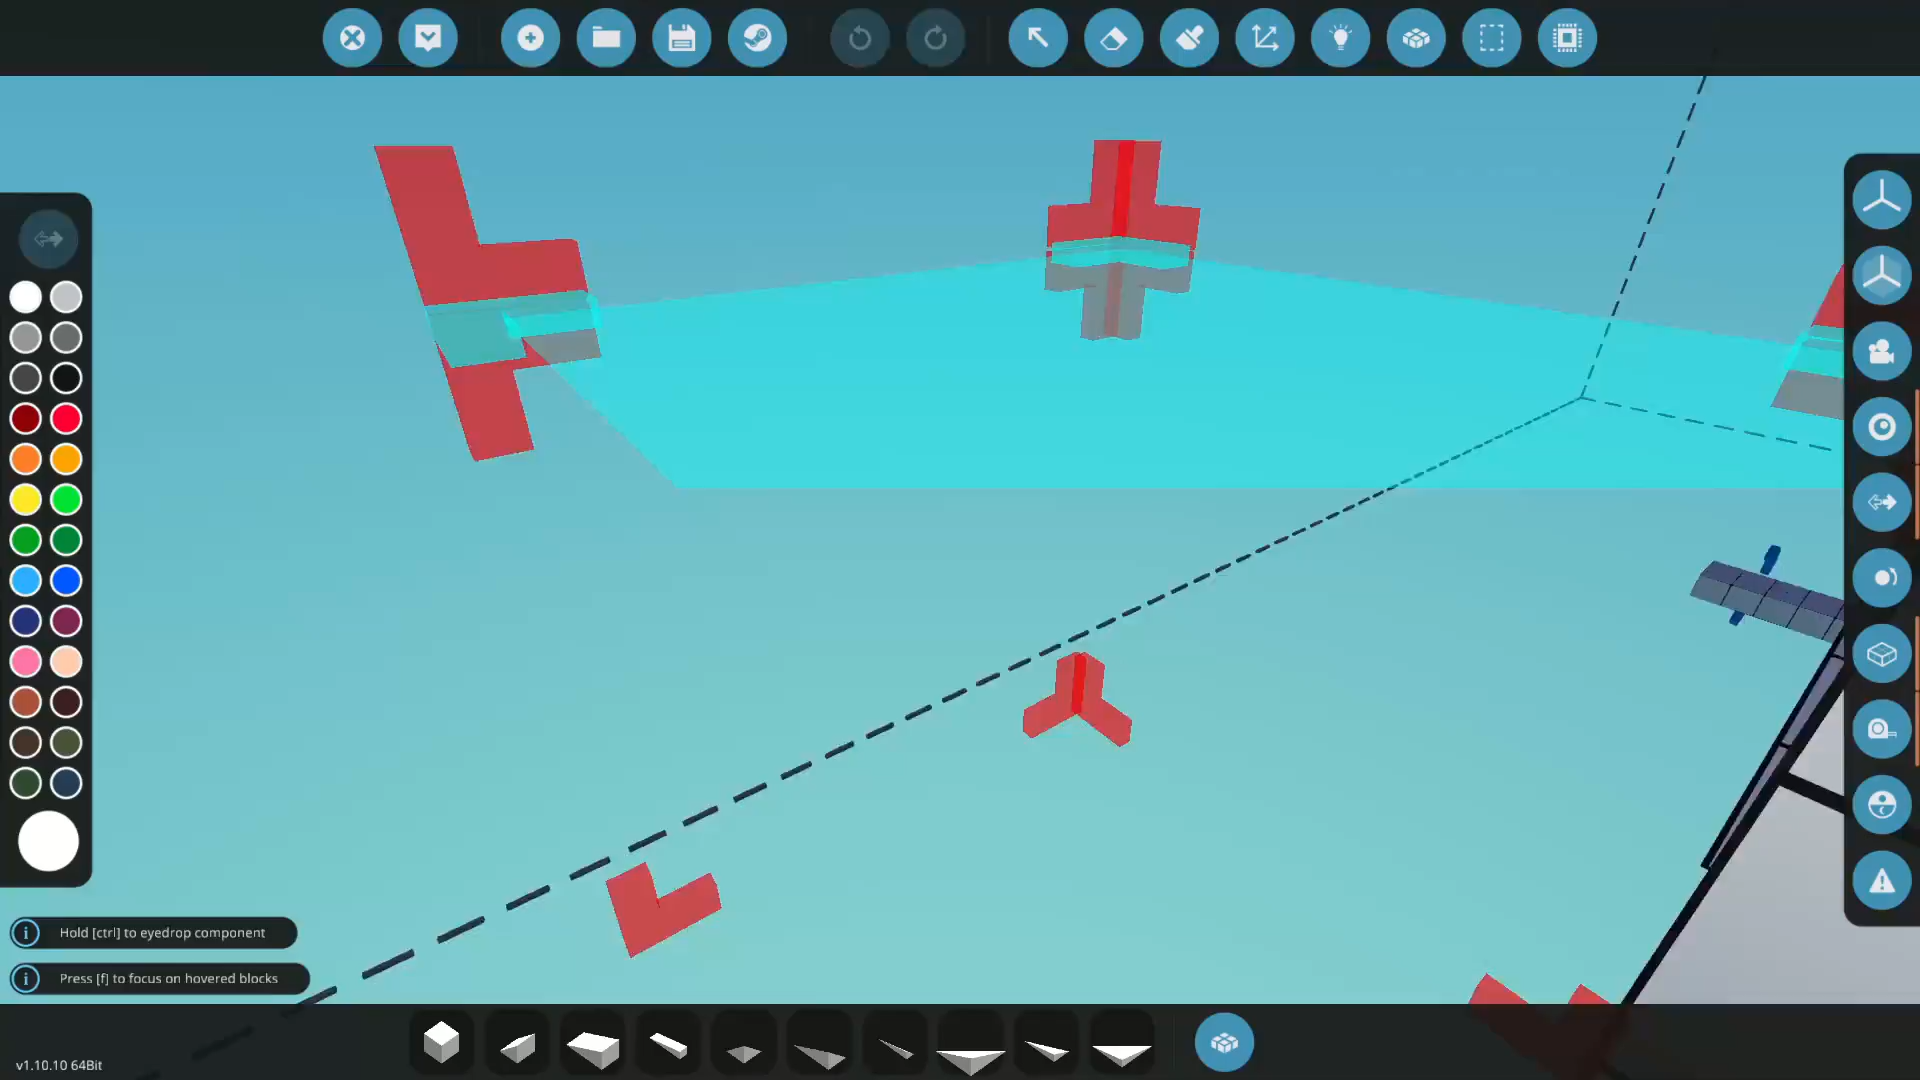 Hold [ctrl] to eyedrop component
Press [f] to focus on hovered blocks
v1.10.10 64Bit